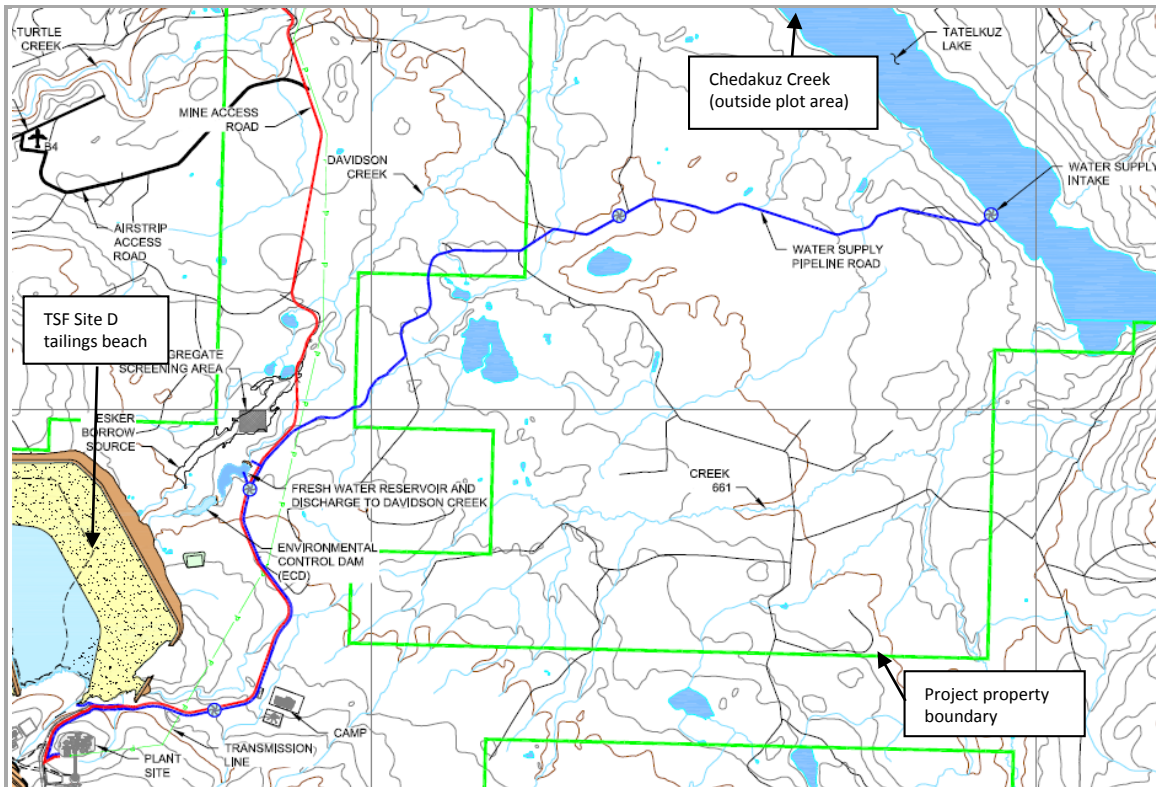 TURTLE
CREEK
MINE ACCESS
ROAD
B4
AIRSTRIP
ACCESS
ROAD
DAVIDSON
CREEK
Chedakuz Creek
(outside plot area)
TATELKUZ
LAKE
WATER SUPPLY
INTAKE
WATER SUPPLY
PIPELINE ROAD
TSF Site D
tailings beach
GREGATE
SCREENING AREA
ESKER
BORROW
SOURCE
FRESH WATER RESERVOIR AND
DISCHARGE TO DAVIDSON CREEK
ENVIRONMENTAL
CONTROL DAM
(ECD)
CREEK
661
Project property
boundary
CAMP
TRANSMISSION
LINE
PLANT
SITE